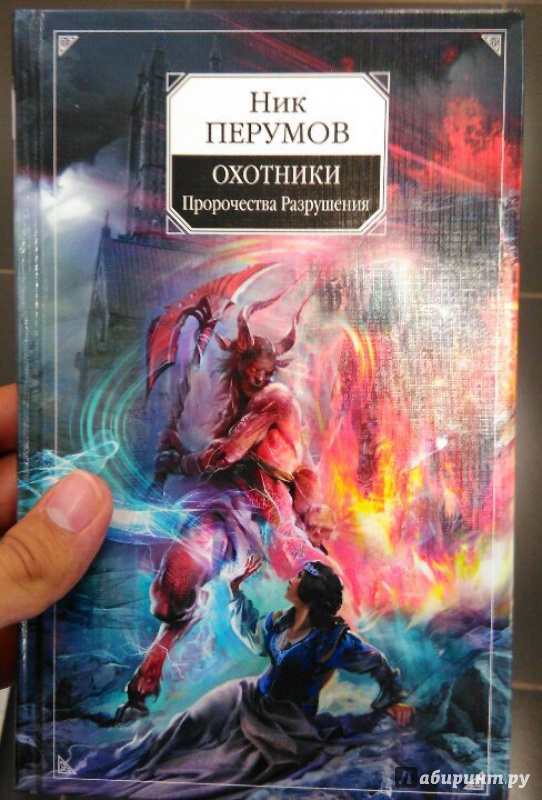 Ник
ПЕРУМОВ
ОХОТНИКИ
Пророчества Разрушения
Лабиринт.ру